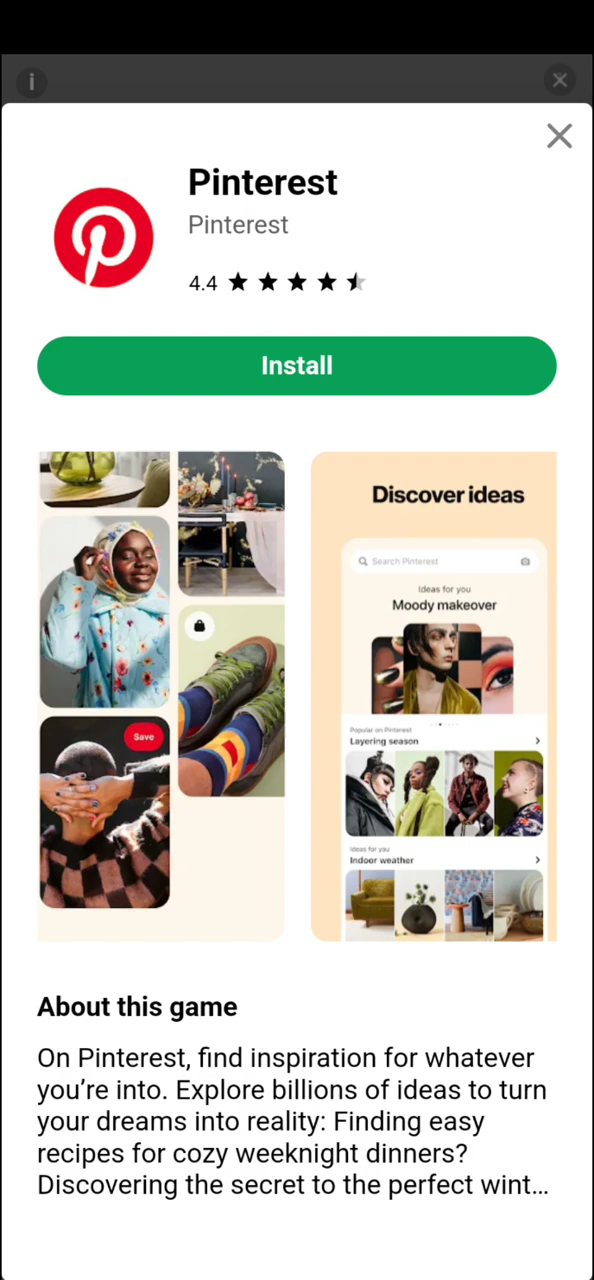 i
Pinterest
Pinterest
4.4
Install
Save
Discover ideas
Search Pinterest
Ideas for you
Moody makeover
Popular on Pinterest
Layering season
Ideas for you
Indoor weather
About this game
On Pinterest, find inspiration for whatever
you’re into. Explore billions of ideas to turn
your dreams into reality: Finding easy
recipes for cozy weeknight dinners?
Discovering the secret to the perfect wint...